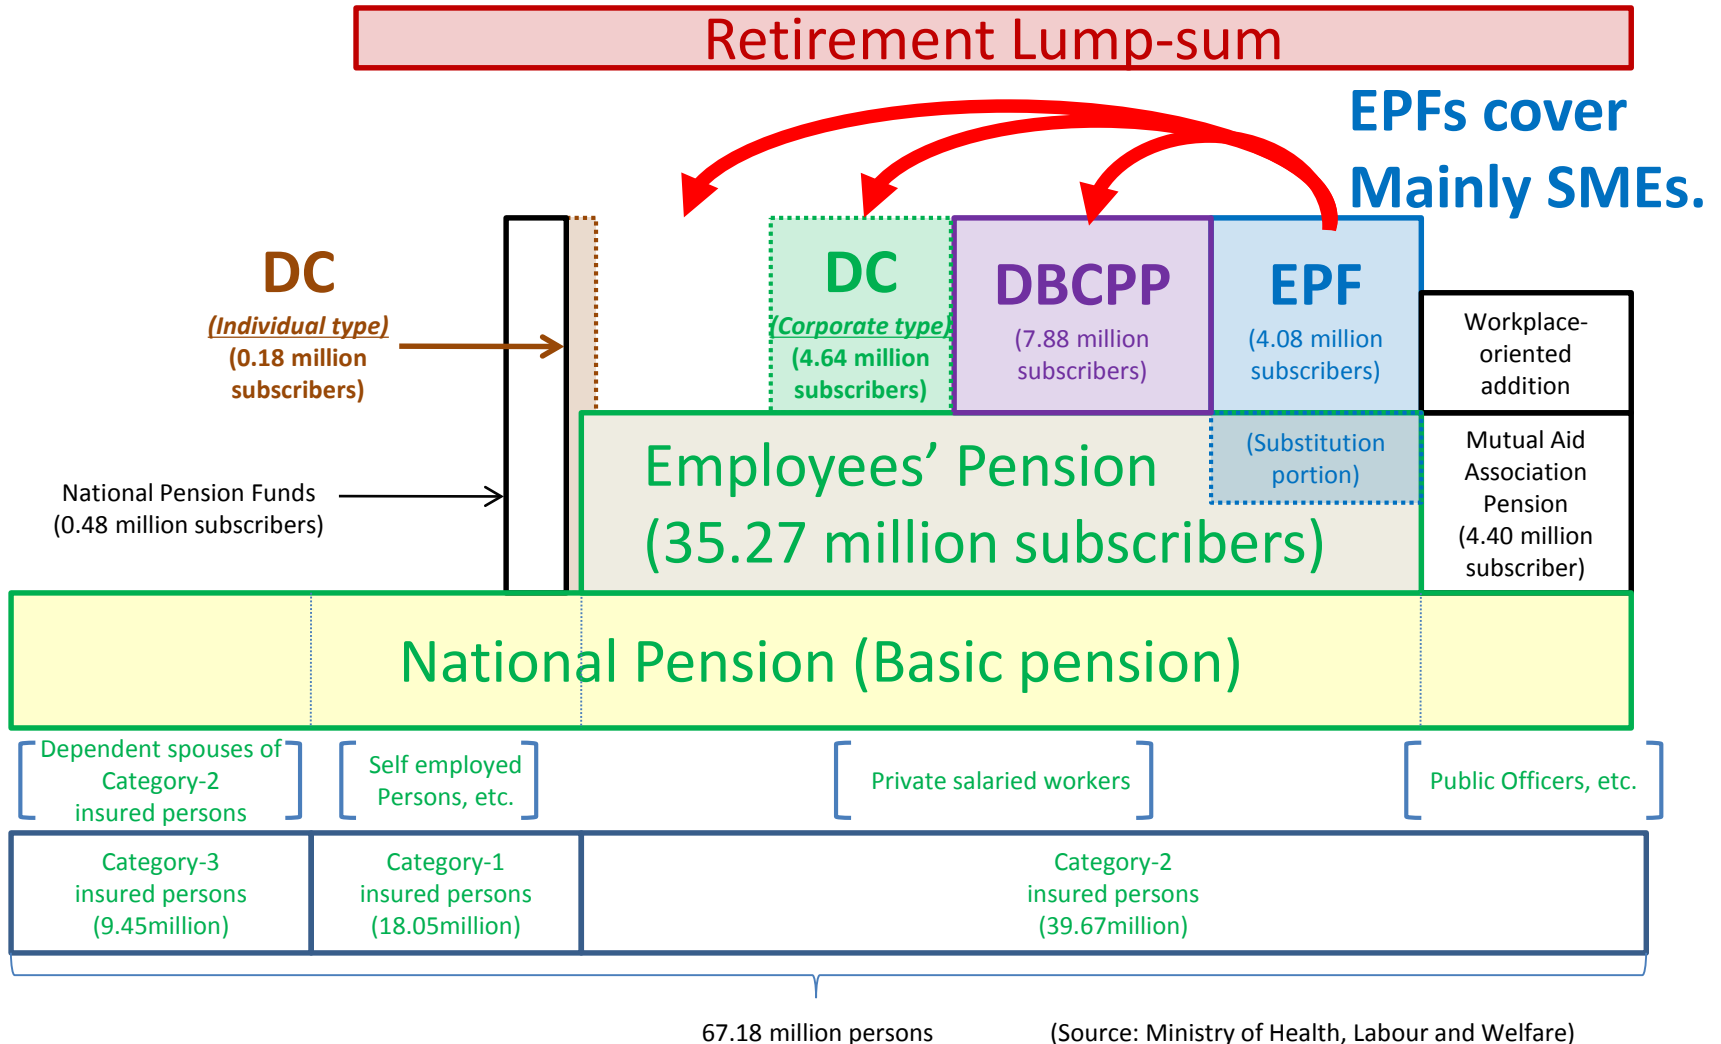 Retirement Lump-sum
EPFs cover
Mainly SMEs.
DC
(Individual type)
(0.18 million
subscribers)
DC
(Corporate type)
(4.64 million
subscribers)
DBCPP
(7.88 million
subscribers)
EPF
(4.08 million
subscribers)
Workplace-
oriented
addition
National Pension Funds
(0.48 million subscribers)
Employees’ Pension
(35.27 million subscribers)
(Substitution
portion)
Mutual Aid
Association
Pension
(4.40 million
subscriber)
National Pension (Basic pension)
Dependent spouses of
Category-2
insured persons
Self employed
Persons, etc.
Private salaried workers
Public Officers, etc.
Category-3
insured persons
(9.45million)
Category-1
insured persons
(18.05million)
Category-2
insured persons
(39.67million)
67.18 million persons
(Source: Ministry of Health, Labour and Welfare)